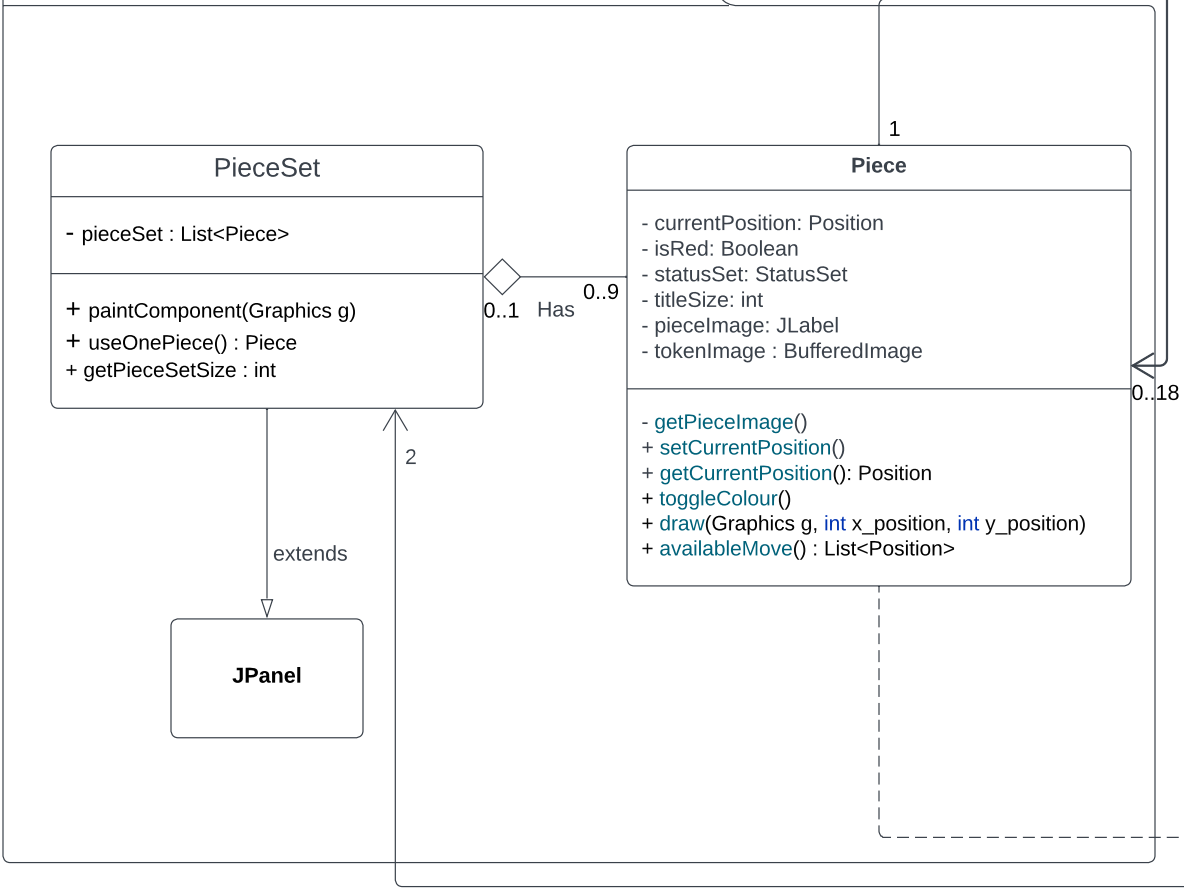 PieceSet
- pieceSet : List<Piece>
+ paintComponent(Graphics g)
+ useOnePiece() : Piece
+ getPieceSetSize : int
0..1
Has
0..9
1
Piece
- currentPosition: Position
- isRed: Boolean
- statusSet: StatusSet
- titleSize: int
- pieceImage: JLabel
- tokenImage : BufferedImage
- getPieceImage()
+ setCurrentPosition()
+ getCurrentPosition(): Position
+ toggleColour()
+ draw(Graphics g, int x_position, int y_position)
+ availableMove() : List<Position>
0..18
2
extends
JPanel